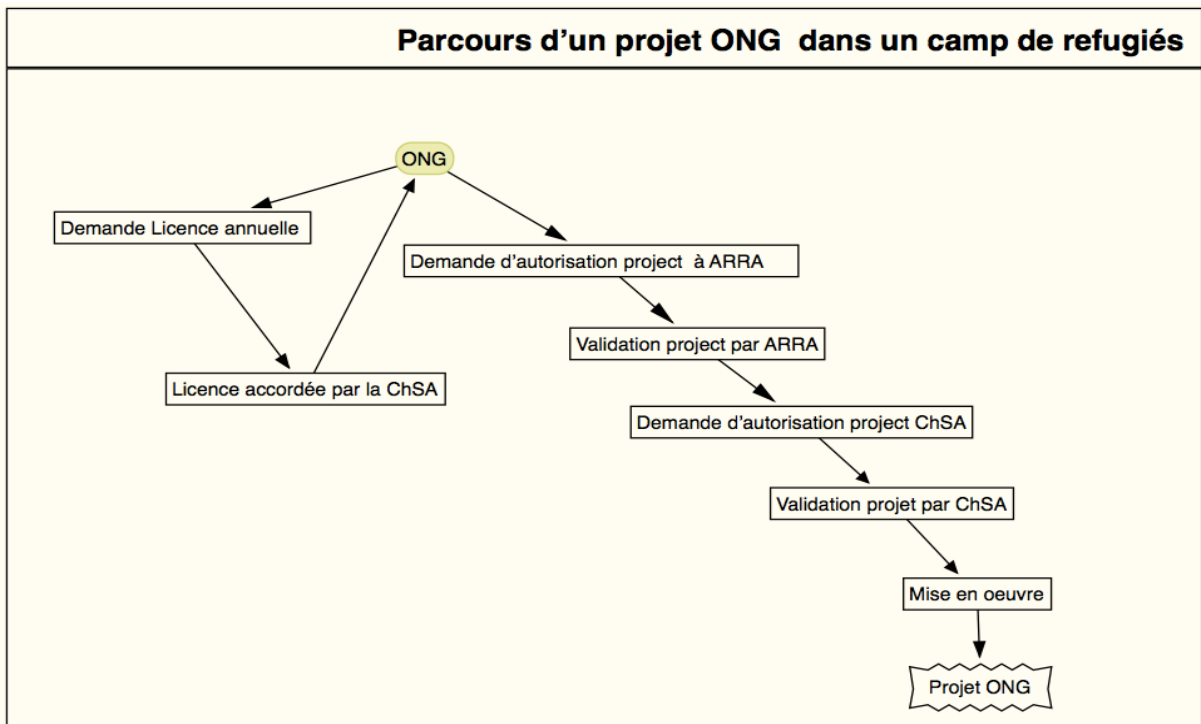 Parcours d'un projet ONG dans un camp de refugiés
ONG
Demande Licence annuelle
Demande d'autorisation project à ARRA
Validation project par ARRA
Licence accordée par la ChSA
Demande d'autorisation project ChSA
Validation projet par ChSA
Mise en oeuvre
Projet ONG